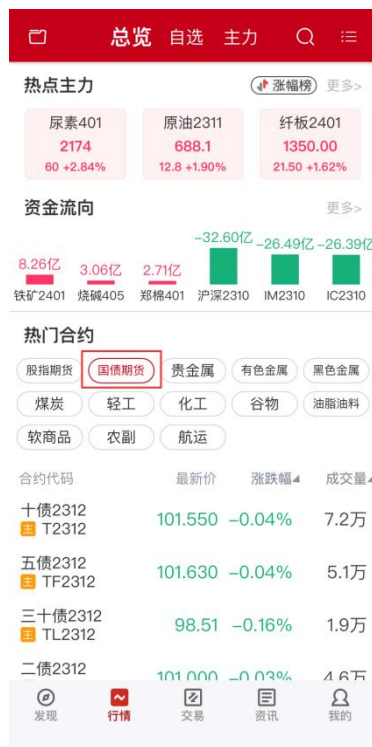 总览 自选 主力
热点主力 涨幅榜 更多>
尿素401 原油2311 纤板2401
2174 688.1 1350.00
60 +2.84% 12.8 +1.90% 21.50 +1.62%
资金流向 更多>
8.26亿 3.06亿 2.71亿 -32.60亿 -26.49亿 -26.39亿
铁矿2401 烧碱405 郑棉401 沪深2310 IM2310 IC2310
热门合约
股指期货 国债期货 贵金属 有色金属 黑色金属
煤炭 轻工 化工 谷物 油脂油料
软商品 农副 航运
合约代码 最新价 涨跌幅 成交量
十债2312
主 T2312 101.550 -0.04% 7.2万
五债2312
主 TF2312 101.630 -0.04% 5.1万
三十债2312
主 TL2312 98.51 -0.16% 1.9万
二债2312
101.000 -0.03% 4.6万
发现 行情 交易 资讯 我的